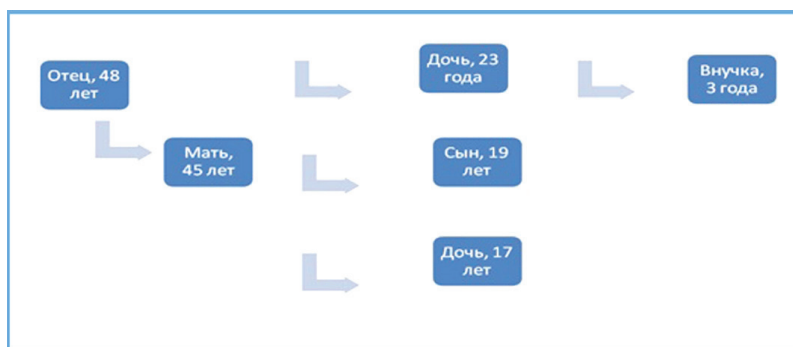 Отец, 48
лет
Мать,
45 лет
Дочь, 23
года
Сын, 19
лет
Дочь, 17
лет
Внучка,
3 года